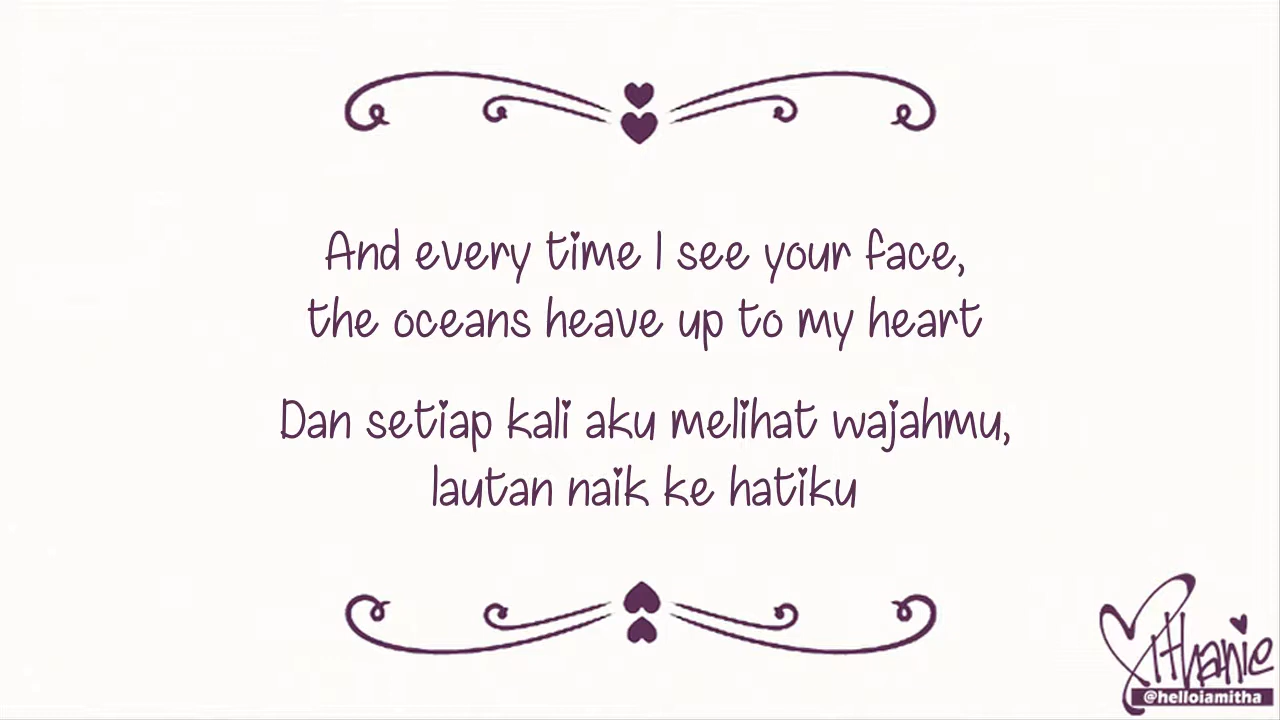 And every time I see your face,
the oceans heave up to my heart
Dan setiap kali aku melihat wajahmu,
lautan naik ke hatiku
Mithanie
@helloiamitha